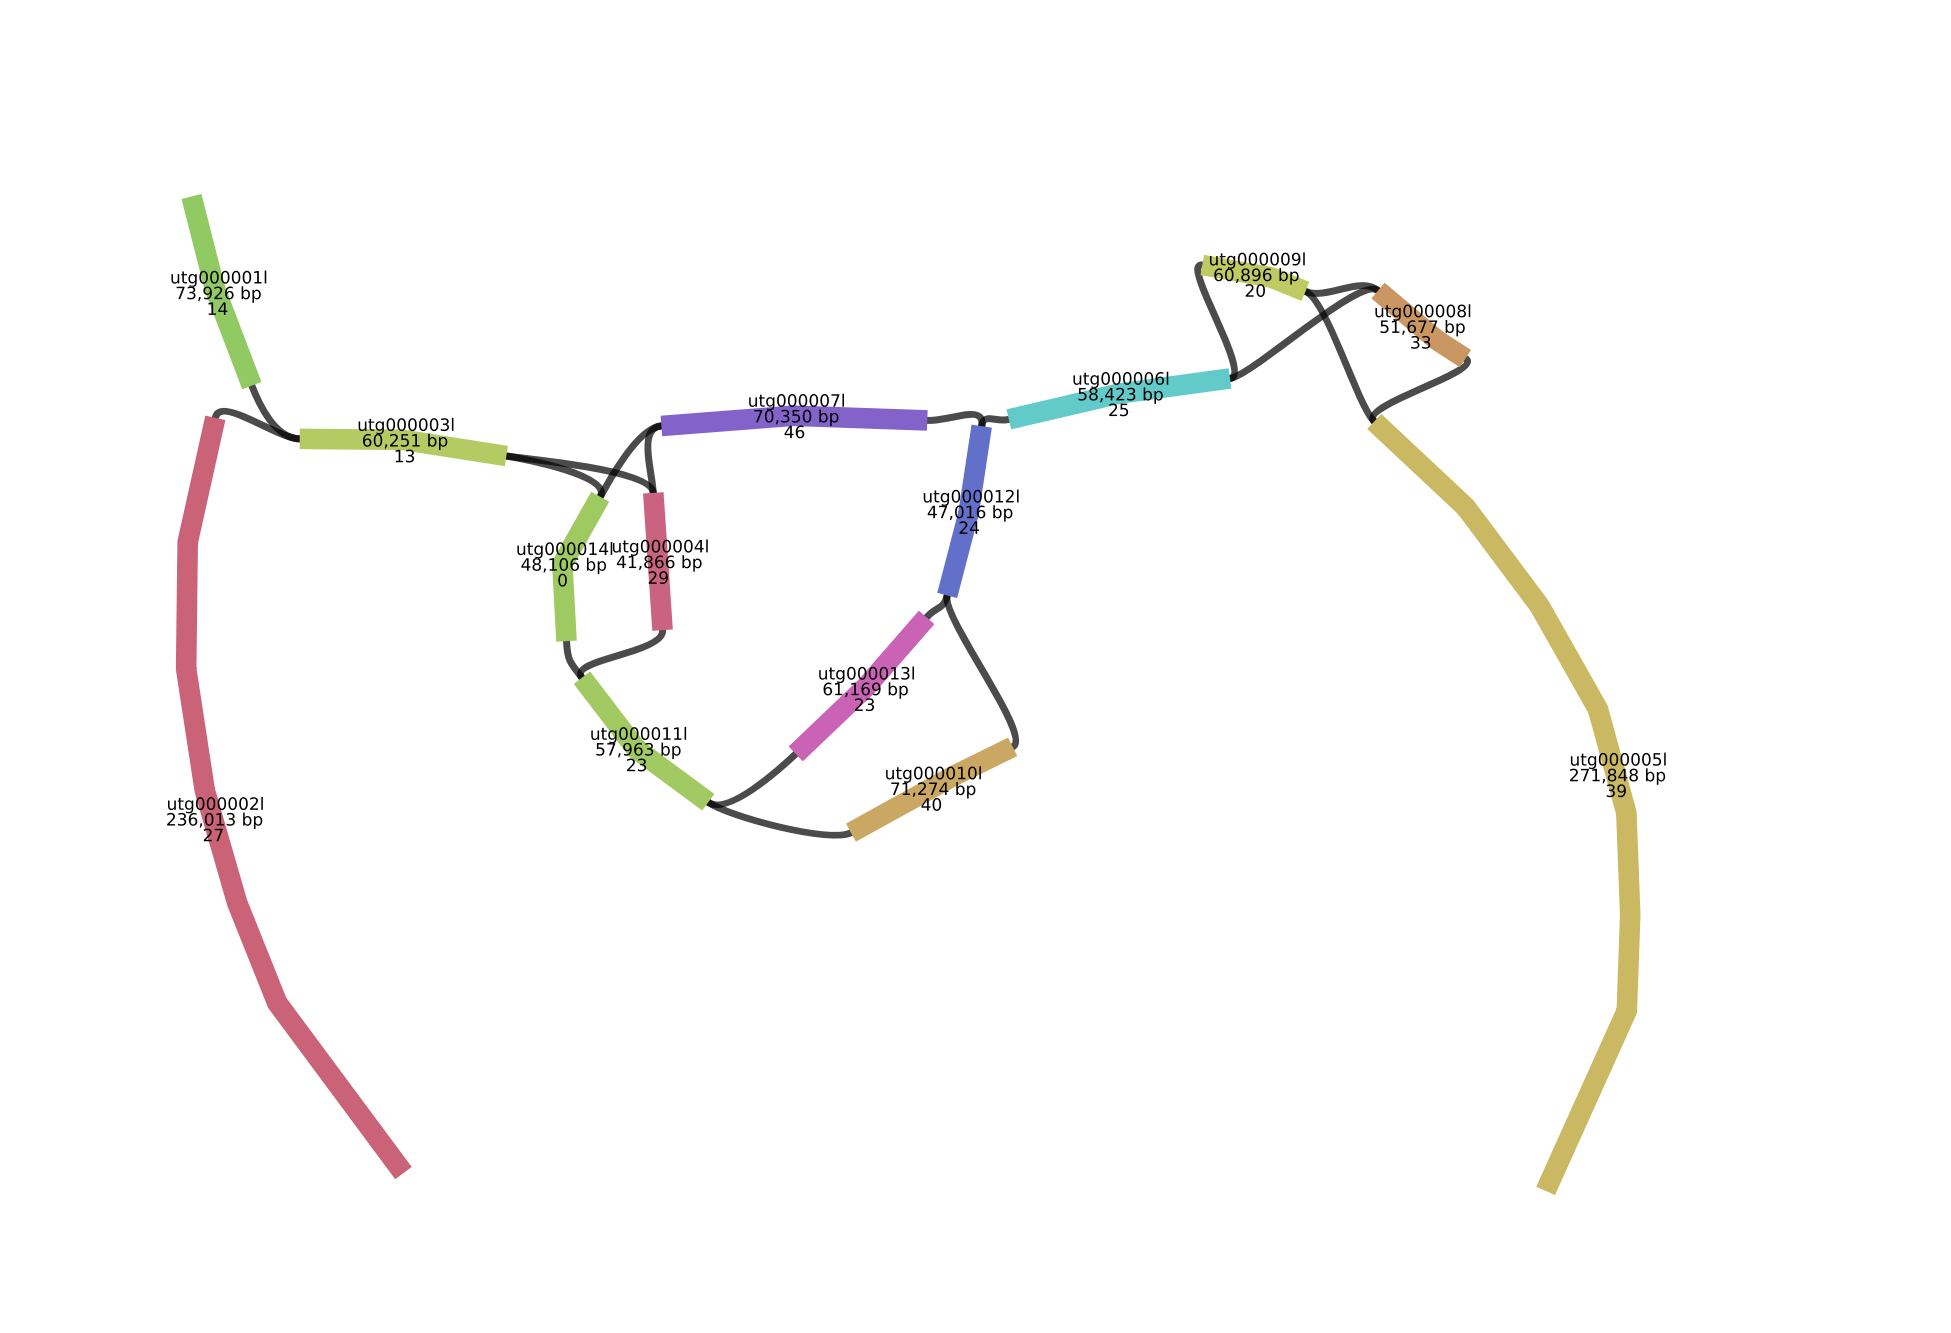 utg000009l
60,896 bp
20
utg000001l
73,926 bp
14
utg000008l
51,677 bp
33
utg000006l
58,423 bp
25
utg000007l
70,350 bp
46
utg000003l
60,251 bp
13
utg000012l
47,016 bp
24
utg000014l
48,106 bp
0
utg000004l
41,866 bp
29
utg000013l
61,169 bp
23
utg000011l
57,963 bp
23
utg000005l
271,848 bp
39
utg000010l
71,274 bp
40
utg000002l
236,013 bp
27